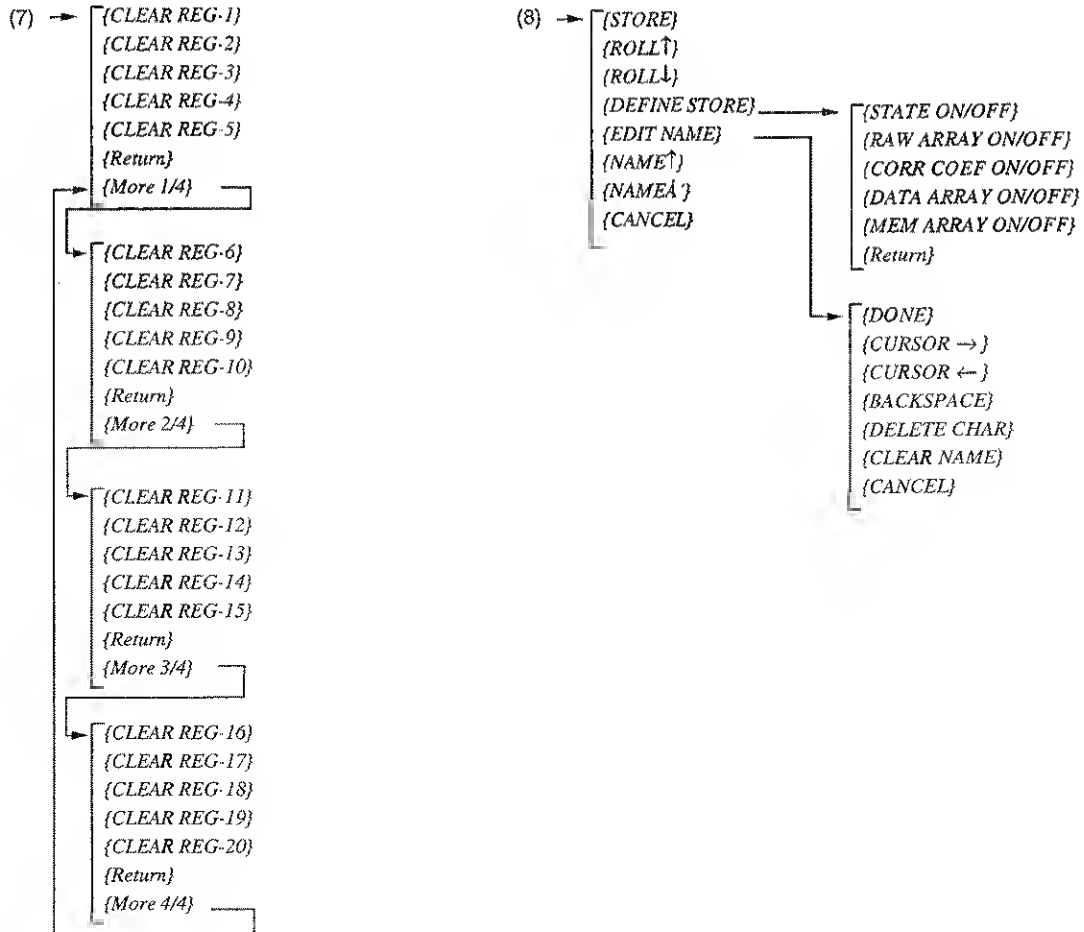 (7)
{CLEAR REG-1}
{CLEAR REG-2}
{CLEAR REG-3}
{CLEAR REG-4}
{CLEAR REG-5}
{Return}
{More 1/4}
{CLEAR REG-6}
{CLEAR REG-7}
{CLEAR REG-8}
{CLEAR REG-9}
{CLEAR REG-10}
{Return}
{More 2/4}
{CLEAR REG-11}
{CLEAR REG-12}
{CLEAR REG-13}
{CLEAR REG-14}
{CLEAR REG-15}
{Return}
{More 3/4}
{CLEAR REG-16}
{CLEAR REG-17}
{CLEAR REG-18}
{CLEAR REG-19}
{CLEAR REG-20}
{Return}
{More 4/4}
(8)
{STORE}
{ROLL↑}
{ROLL↓}
{DEFINE STORE}
{EDIT NAME}
{NAME↑}
{NAME↓}
{CANCEL}
{STATE ON/OFF}
{RAW ARRAY ON/OFF}
{CORR COEF ON/OFF}
{DATA ARRAY ON/OFF}
{MEM ARRAY ON/OFF}
{Return}
{DONE}
{CURSOR →}
{CURSOR ←}
{BACKSPACE}
{DELETE CHAR}
{CLEAR NAME}
{CANCEL}